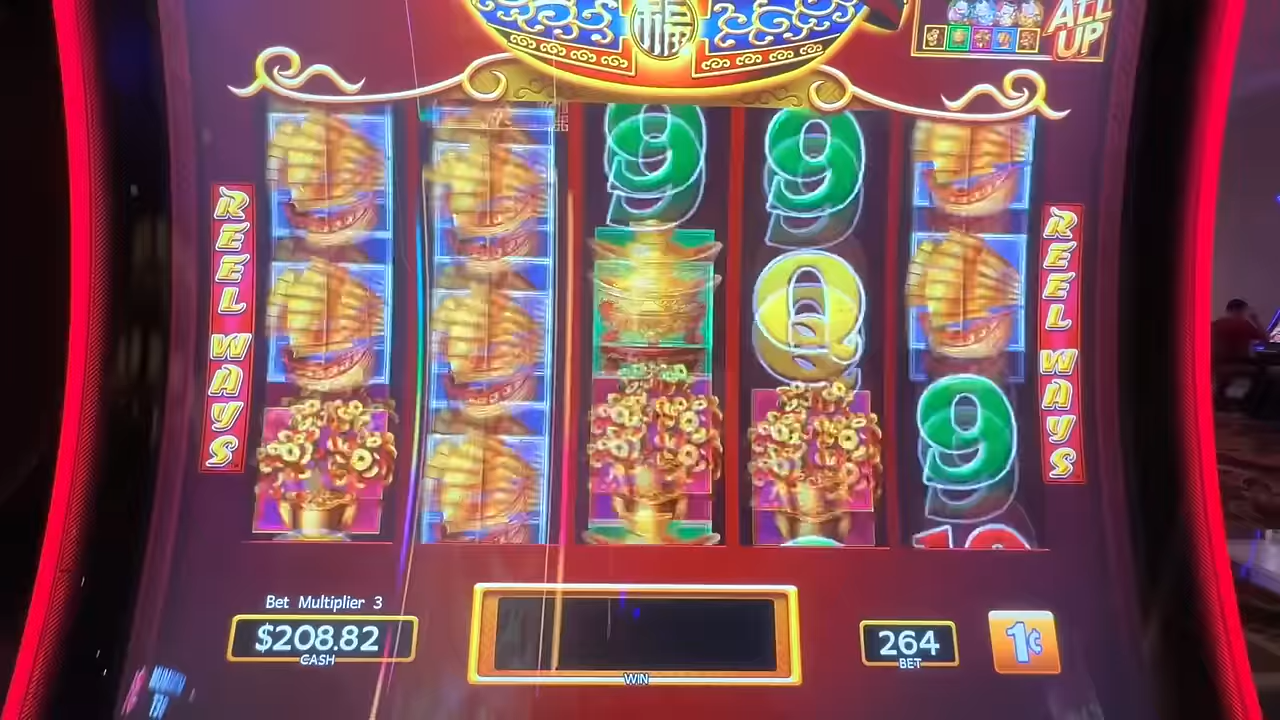 福
ALL
UP
REEL WAYS
REEL WAYS
9
9
Q
9
10
Bet Multiplier 3
$208.82
CASH
WIN
264
BET
1¢